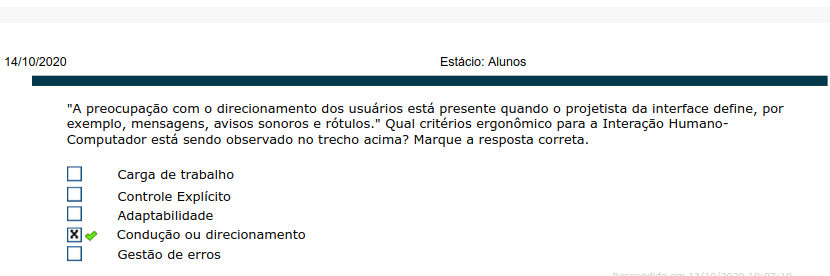 14/10/2020 Estácio: Alunos
"A preocupação com o direcionamento dos usuários está presente quando o projetista da interface define, por
exemplo, mensagens, avisos sonoros e rótulos." Qual critérios ergonômico para a Interação Humano-
Computador está sendo observado no trecho acima? Marque a resposta correta.
Carga de trabalho
Controle Explícito
Adaptabilidade
Condução ou direcionamento
Gestão de erros